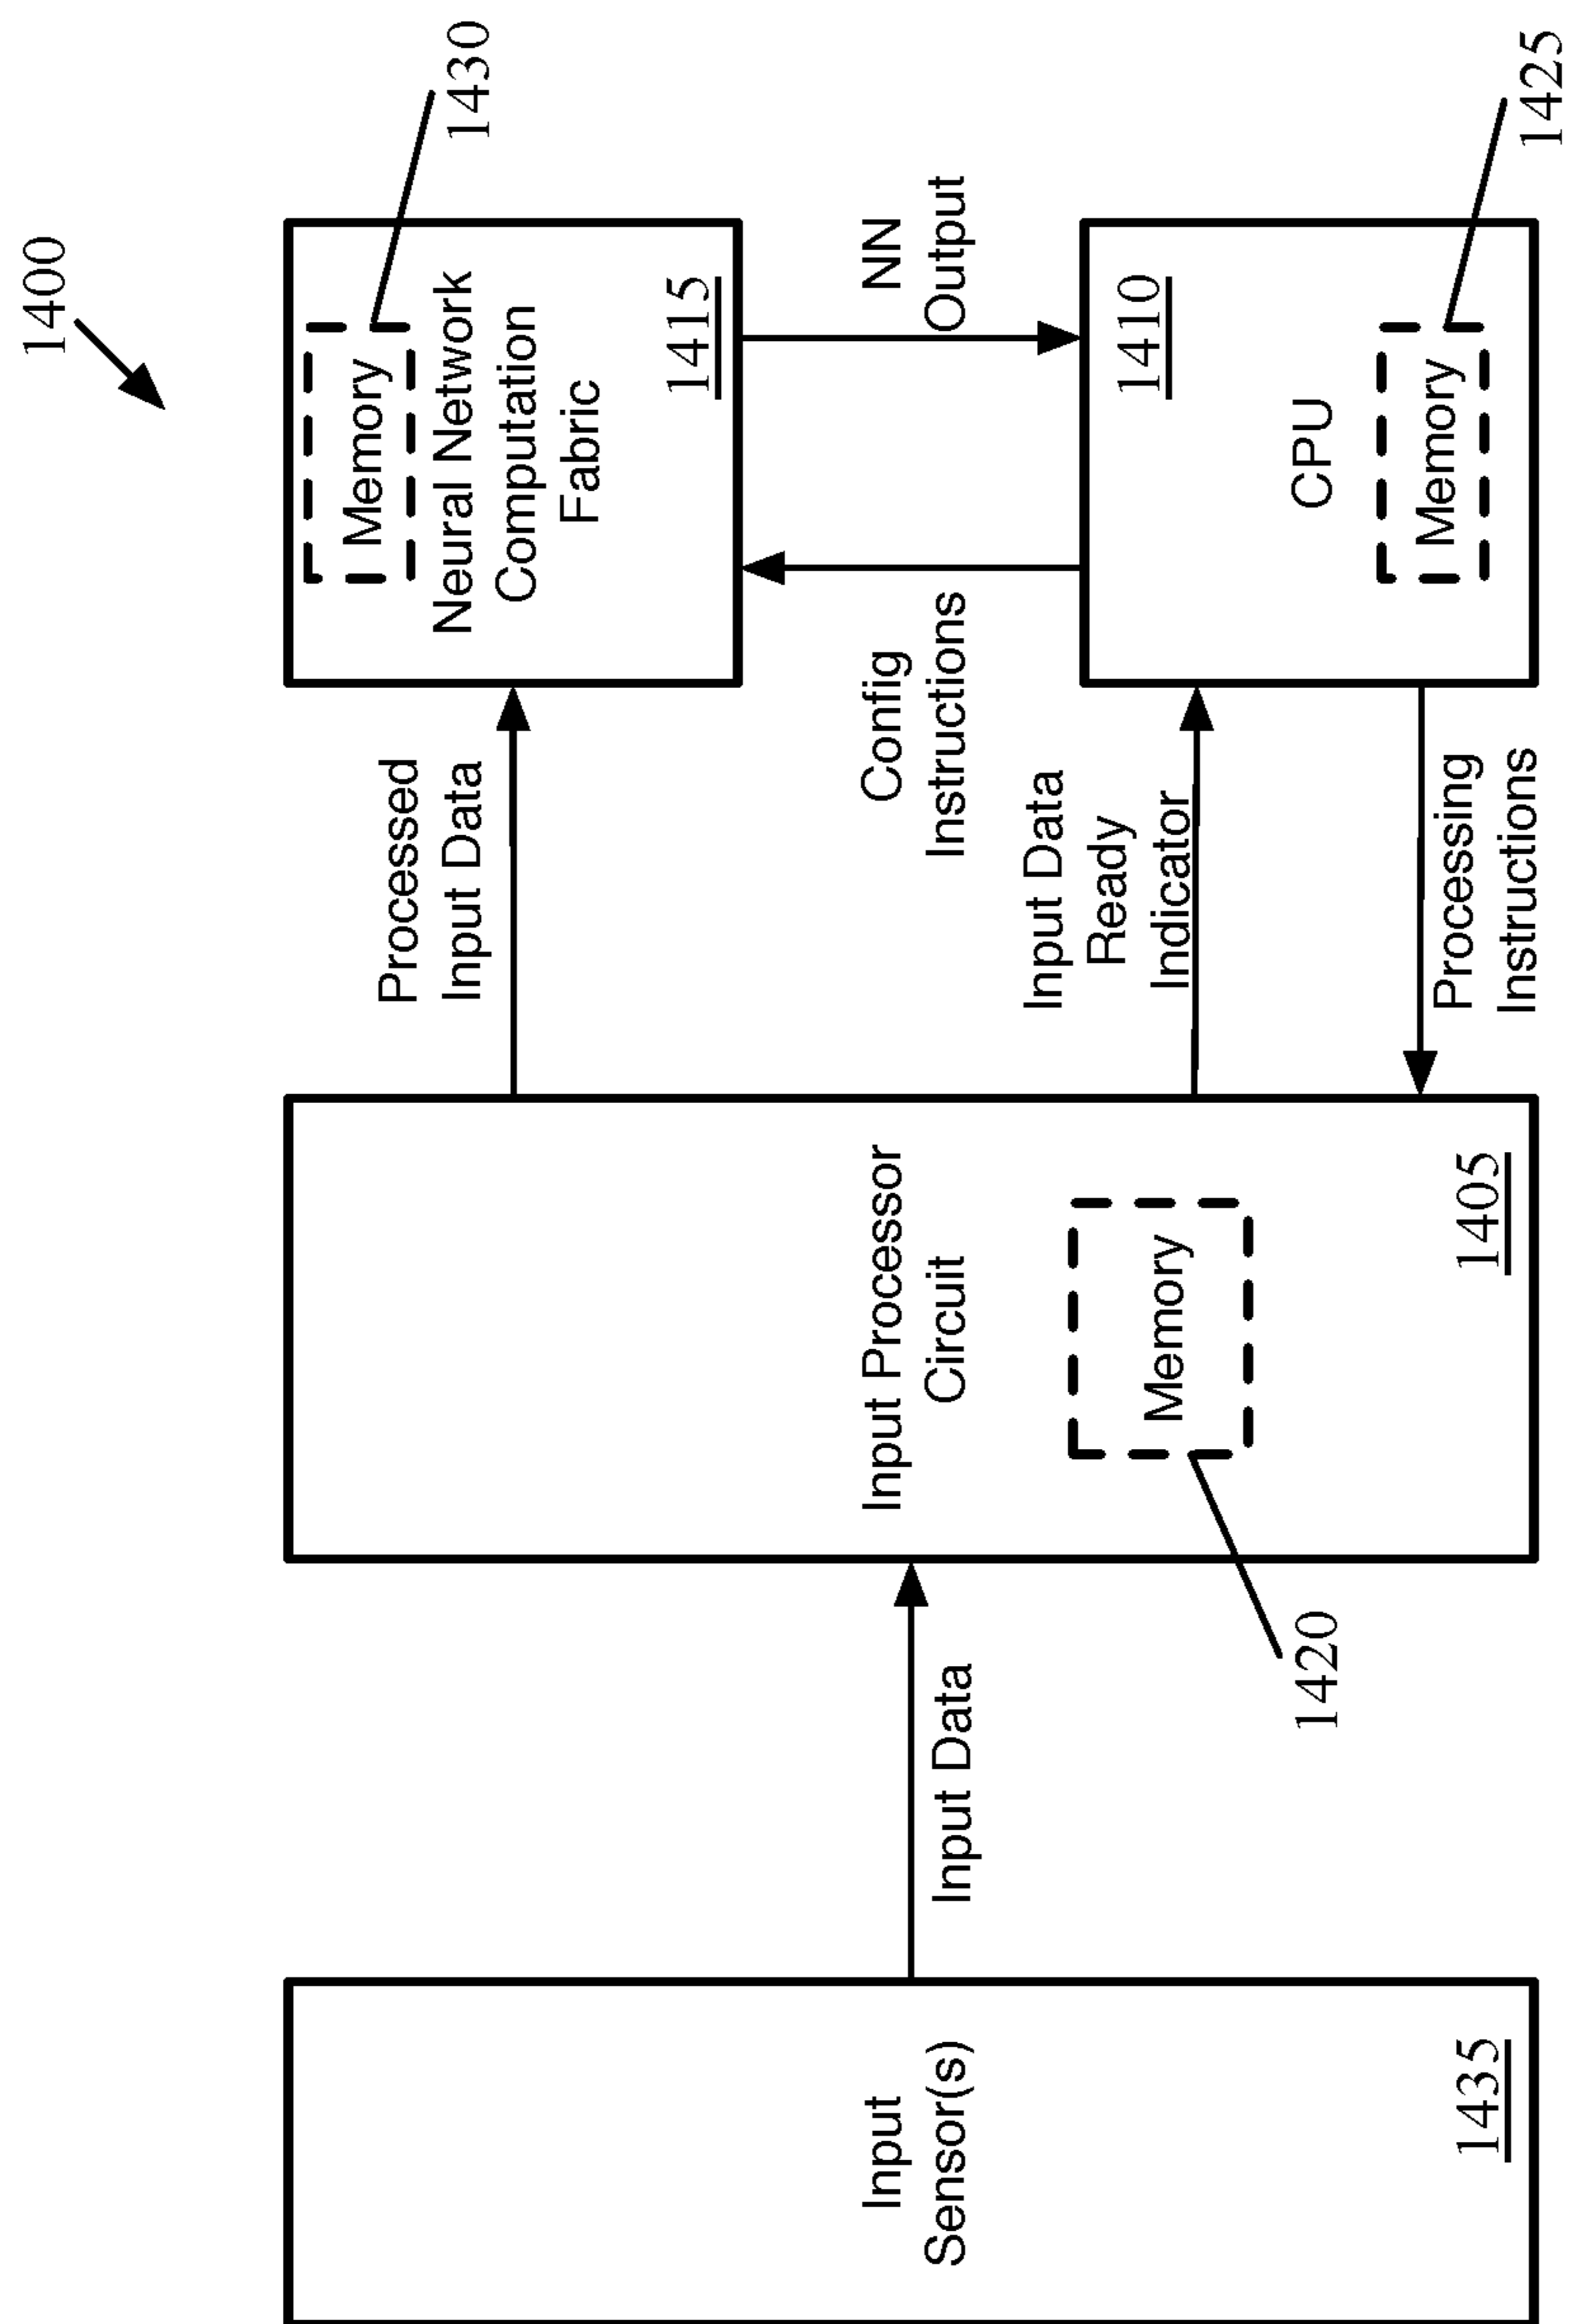 1400
Input
Sensor(s)
1435
Input Data
Input Processor
Circuit
Memory
1420
1405
Processed
Input Data
Input Data
Ready
Indicator
Processing
Instructions
Memory
1430
Neural Network
Computation
Fabric
1415
Config
Instructions
NN
Output
1410
CPU
Memory
1425